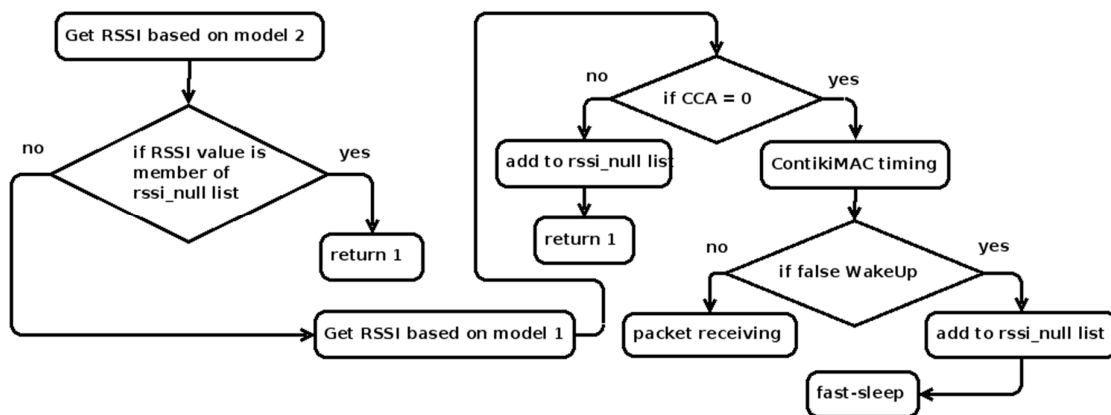 Get RSSI based on model 2
no
if RSSI value is
member of
rssi_null list
yes
return 1
Get RSSI based on model 1
no
if CCA = 0
yes
add to rssi_null list
return 1
ContikiMAC timing
no
if false WakeUp
yes
packet receiving
add to rssi_null list
fast-sleep